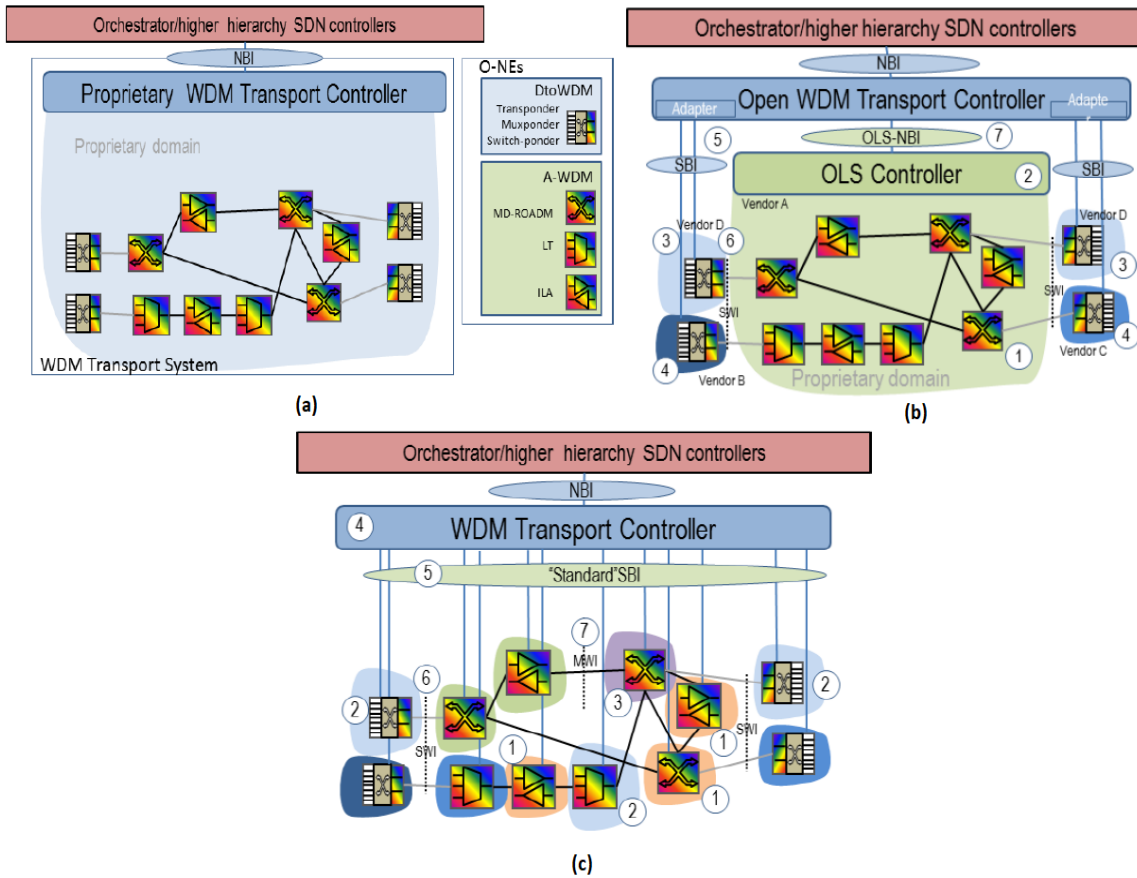 Orchestrator/higher hierarchy SDN controllers
NBI
Proprietary WDM Transport Controller
Proprietary domain
WDM Transport System
(a)
O-NEs
DtoWDM
Transponder
Muxponder
Switch-ponder
A-WDM
MD-ROADM
LT
ILA
Orchestrator/higher hierarchy SDN controllers
NBI
Adapter
Open WDM Transport Controller
Adapte
5
OLS-NBI
7
SBI
OLS Controller
2
SBI
Vendor A
Vendor D
Vendor D
3
6
3
SWI
SWI
4
Vendor B
1
Vendor C
4
Proprietary domain
(b)
Orchestrator/higher hierarchy SDN controllers
NBI
4
WDM Transport Controller
5
"Standard"SBI
7
MWI
6
2
3
2
SWI
1
1
SWI
1
2
(c)